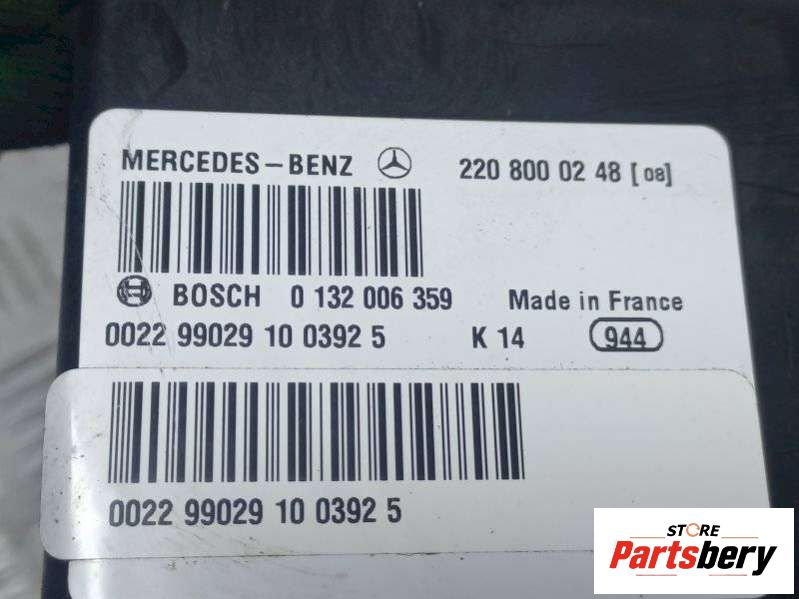 MERCEDES-BENZ 220 800 02 48 [08]
BOSCH 0 132 006 359 Made in France
0022 99029 10 0392 5 K 14 944
0022 99029 10 0392 5
STORE
Partsbery